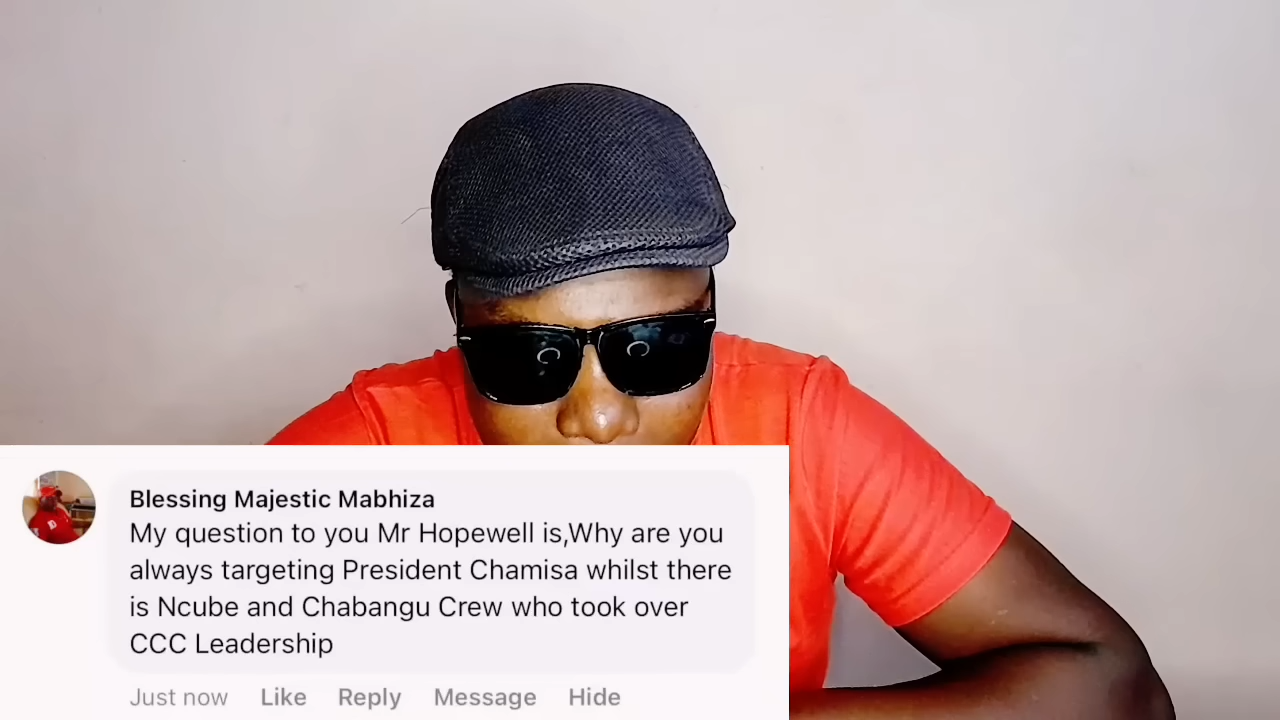 Blessing Majestic Mabhiza
My question to you Mr Hopewell is,Why are you
always targeting President Chamisa whilst there
is Ncube and Chabangu Crew who took over
CCC Leadership
Just now Like Reply Message Hide